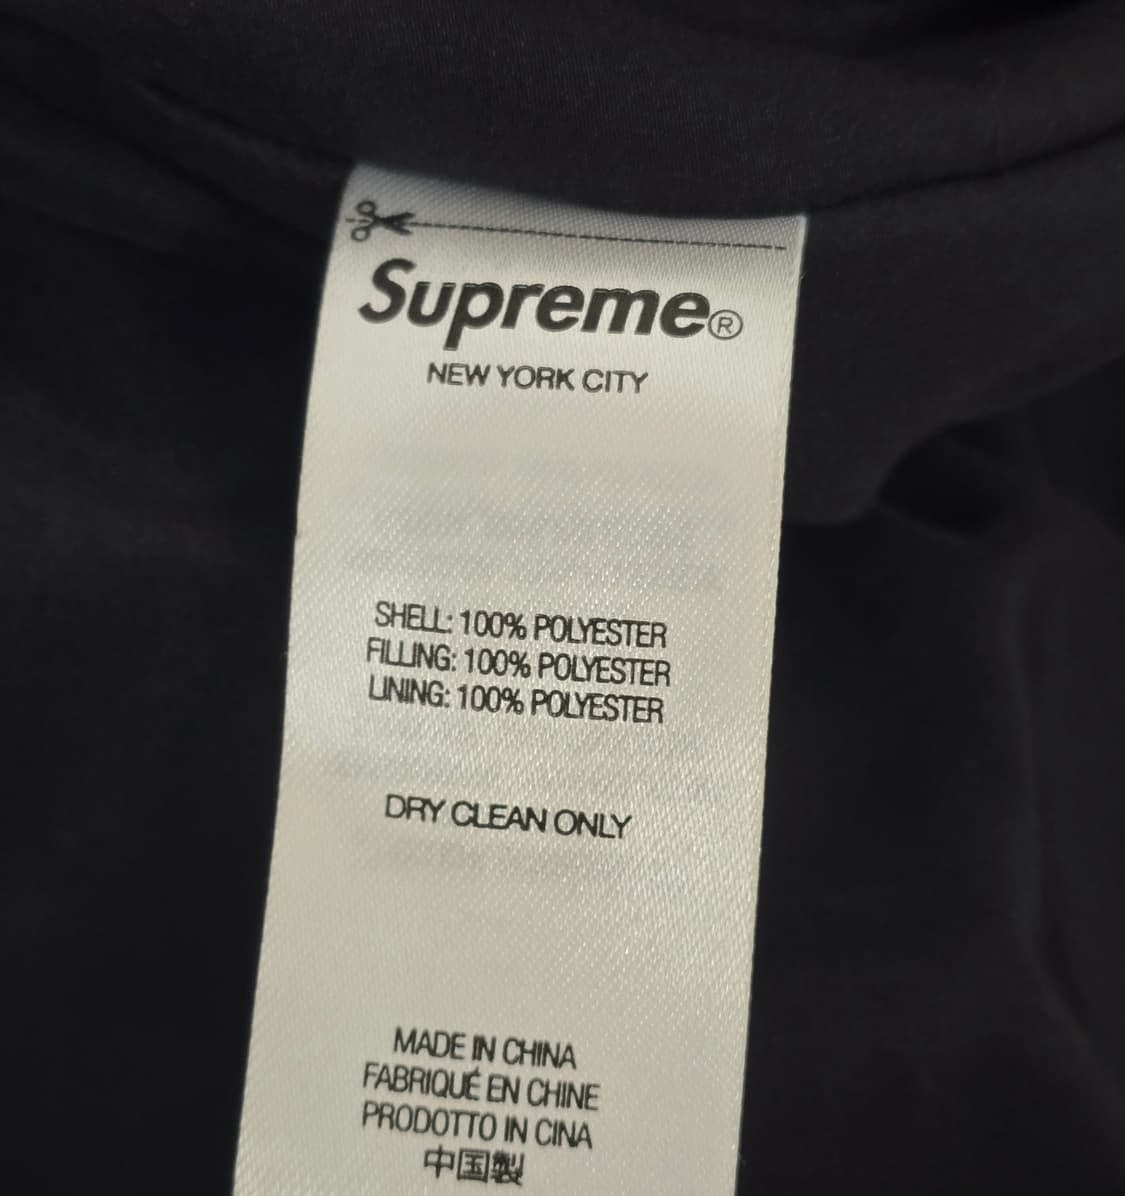 Supreme®
NEW YORK CITY
SHELL: 100% POLYESTER
FILLING: 100% POLYESTER
LINING: 100% POLYESTER
DRY CLEAN ONLY
MADE IN CHINA
FABRIQUÉ EN CHINE
PRODOTTO IN CINA
中国製